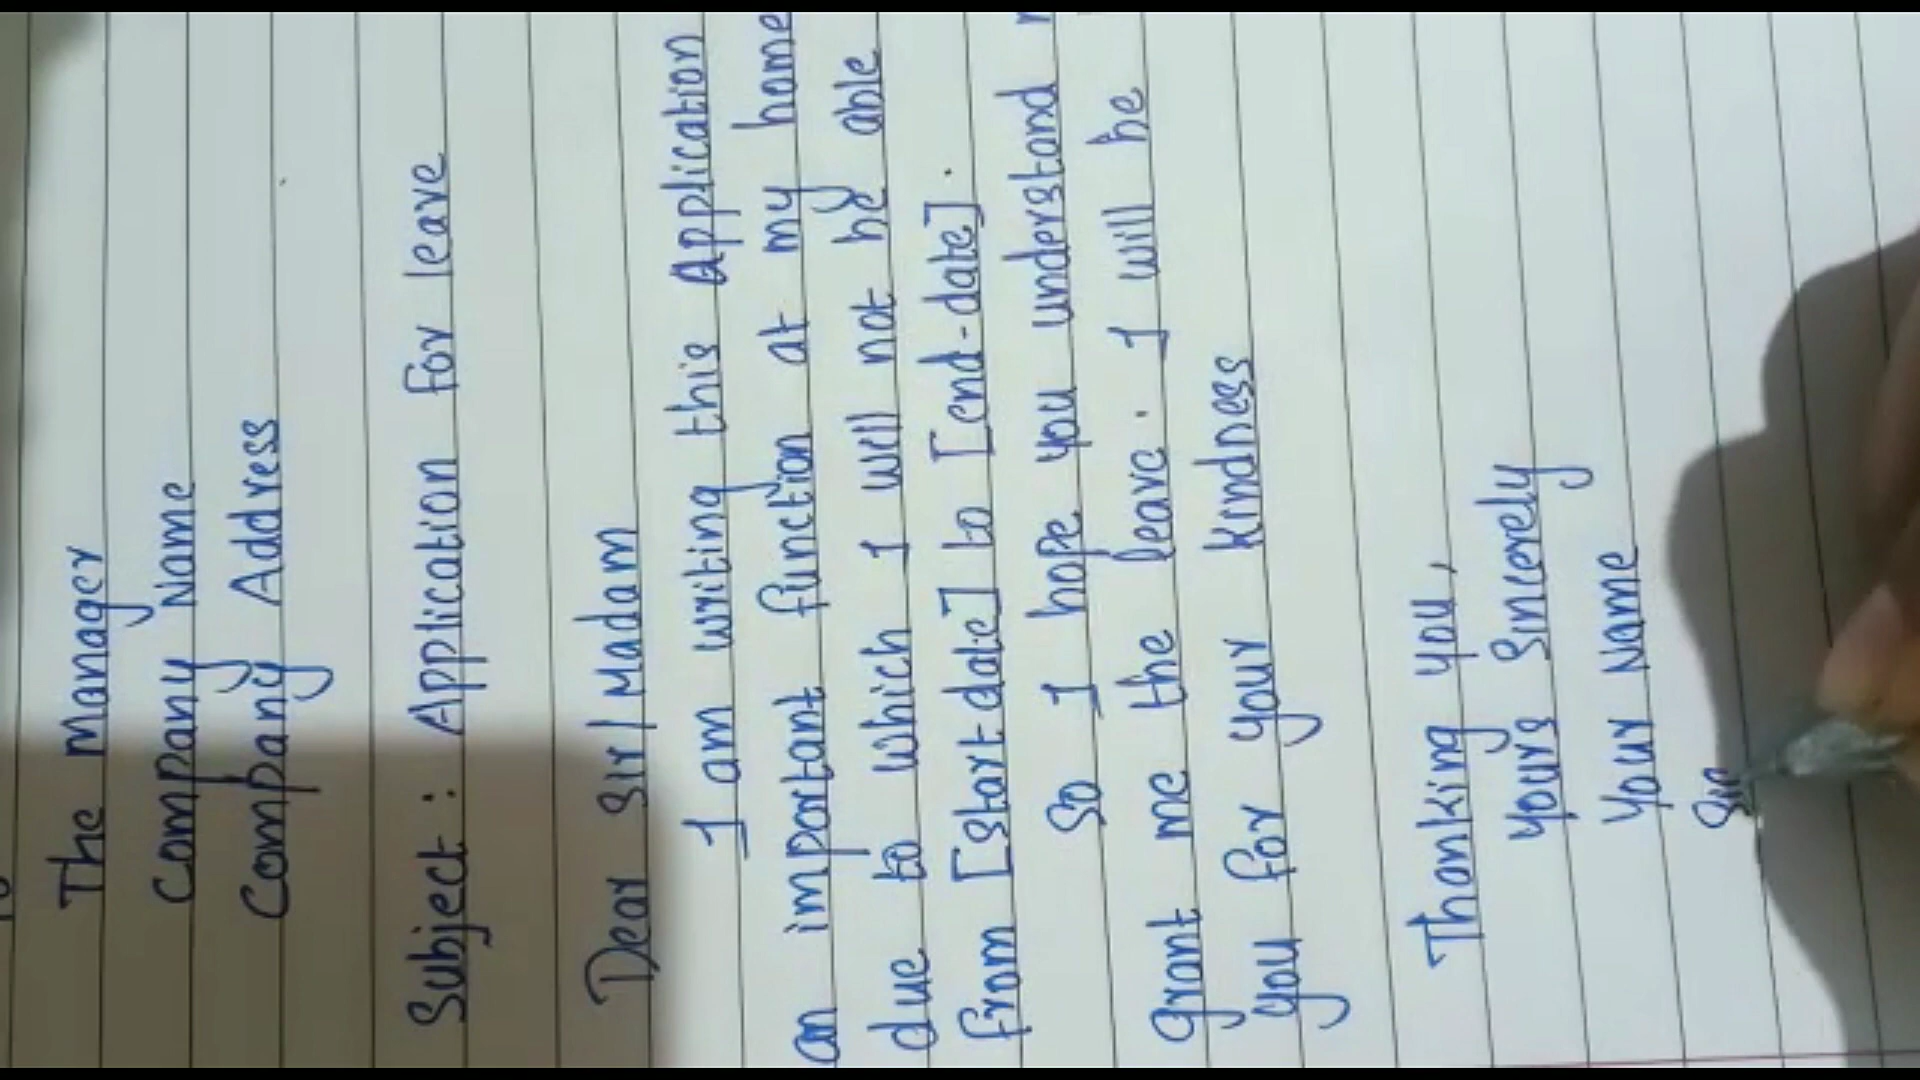 To
The Manager
Company Name
Company Address
Subject : Application For leave
Dear Sir/Madam
I am writing this Application
an important function at my home
due to which I will not be able
from [start date] to [end-date].
So I hope you understand
grant me the leave. I will be
you for your kindness
Thanking you,
Yours Sincerely
Your Name